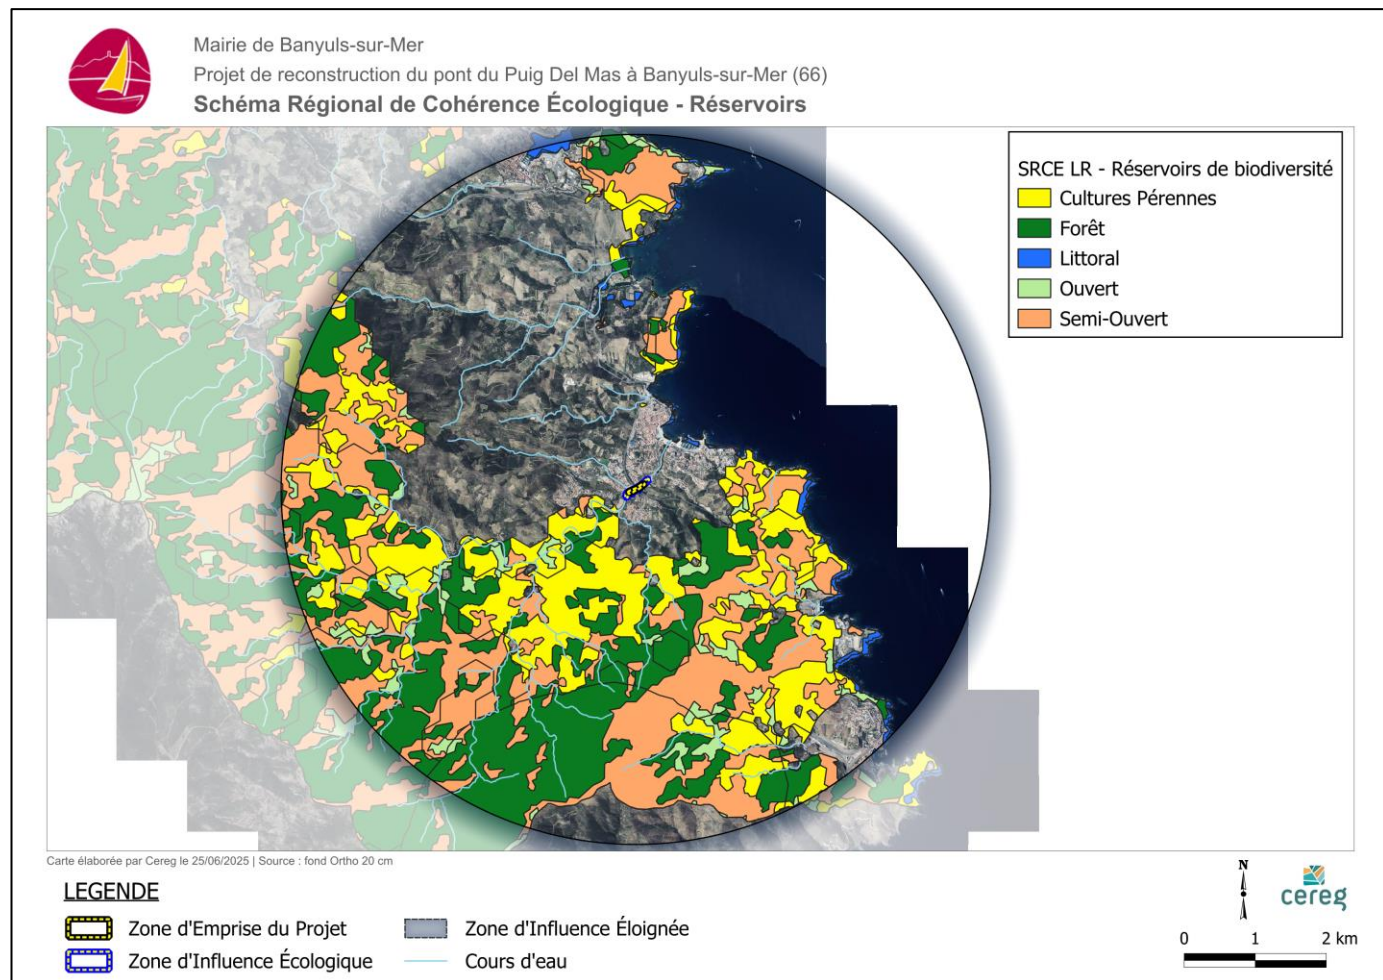 Mairie de Banyuls-sur-Mer
Projet de reconstruction du pont du Puig Del Mas à Banyuls-sur-Mer (66)
Schéma Régional de Cohérence Écologique - Réservoirs
SRCE LR - Réservoirs de biodiversité
Cultures Pérennes
Forêt
Littoral
Ouvert
Semi-Ouvert
Carte élaborée par Cereg le 25/06/2025 | Source : fond Ortho 20 cm
LEGENDE
Zone d'Emprise du Projet
Zone d'Influence Éloignée
Zone d'Influence Écologique
Cours d'eau
N
cereg
0 1 2 km